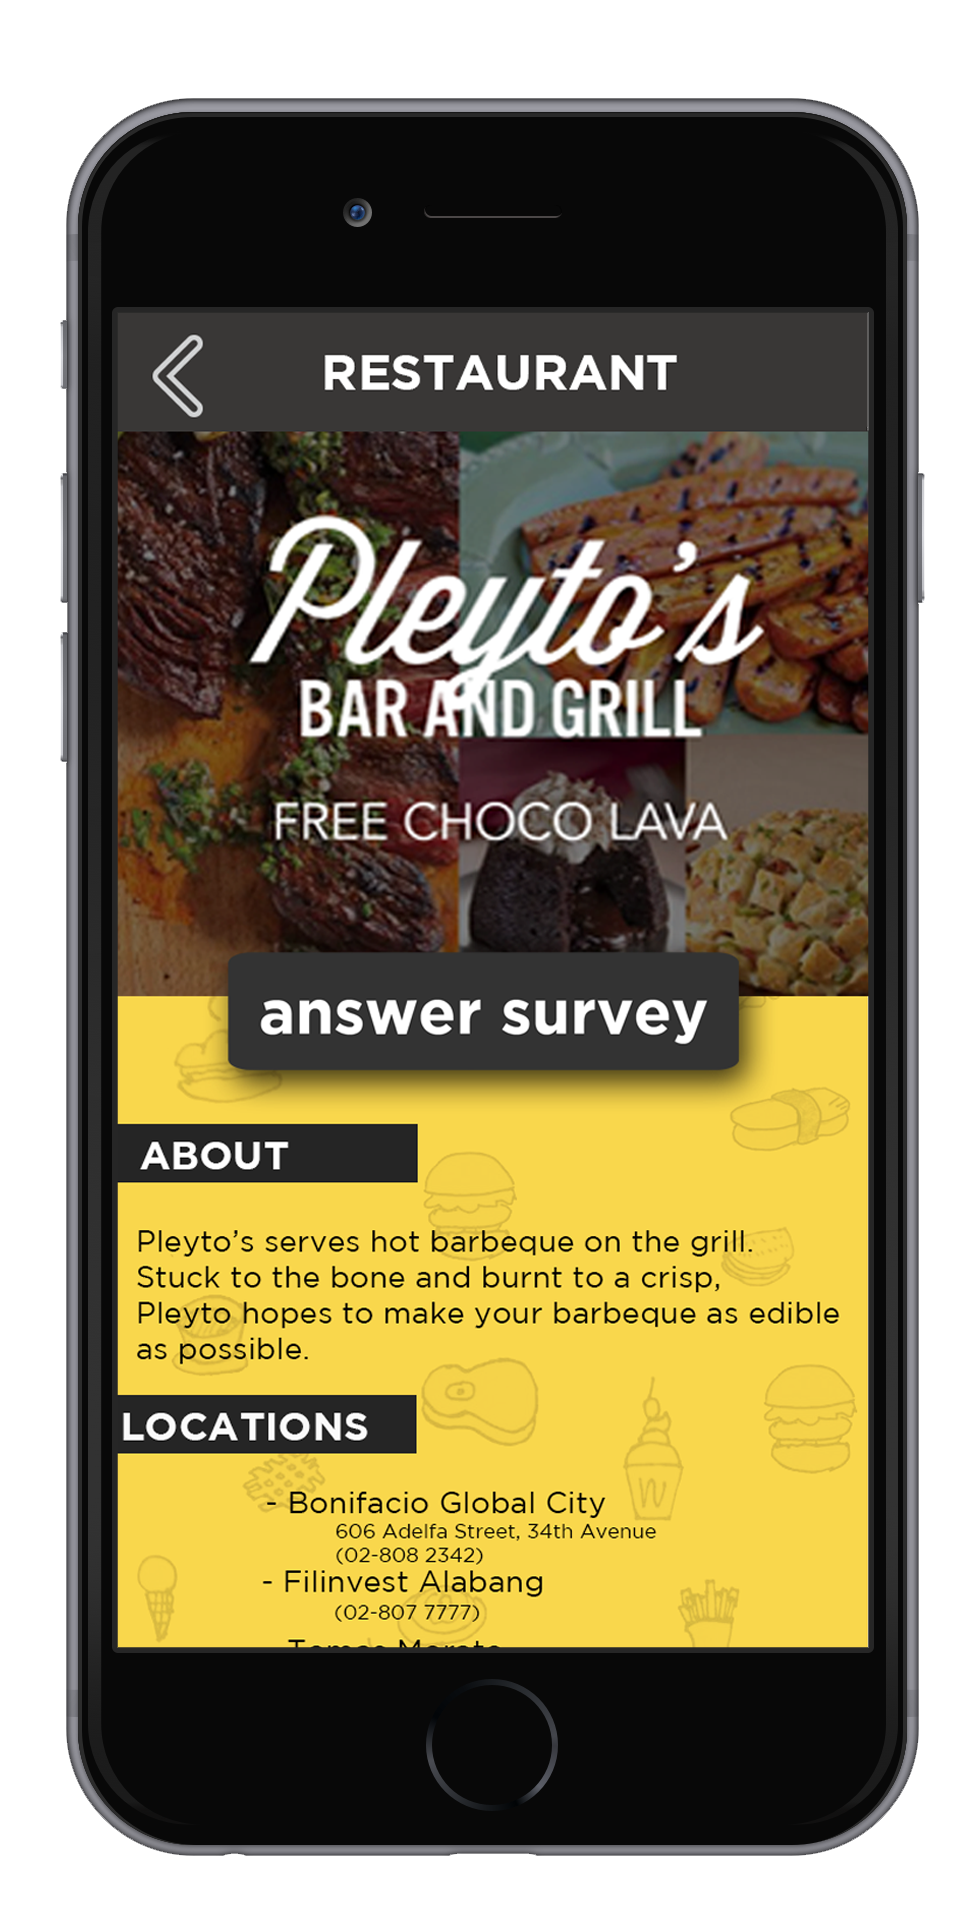 RESTAURANT
Pleyto's
BAR AND GRILL
FREE CHOCO LAVA
answer survey
ABOUT
Pleyto's serves hot barbeque on the grill.
Stuck to the bone and burnt to a crisp,
Pleyto hopes to make your barbeque as edible
as possible.
LOCATIONS
- Bonifacio Global City
606 Adelfa Street, 34th Avenue
(02-808 2342)
- Filinvest Alabang
(02-807 7777)
Tomas Morato